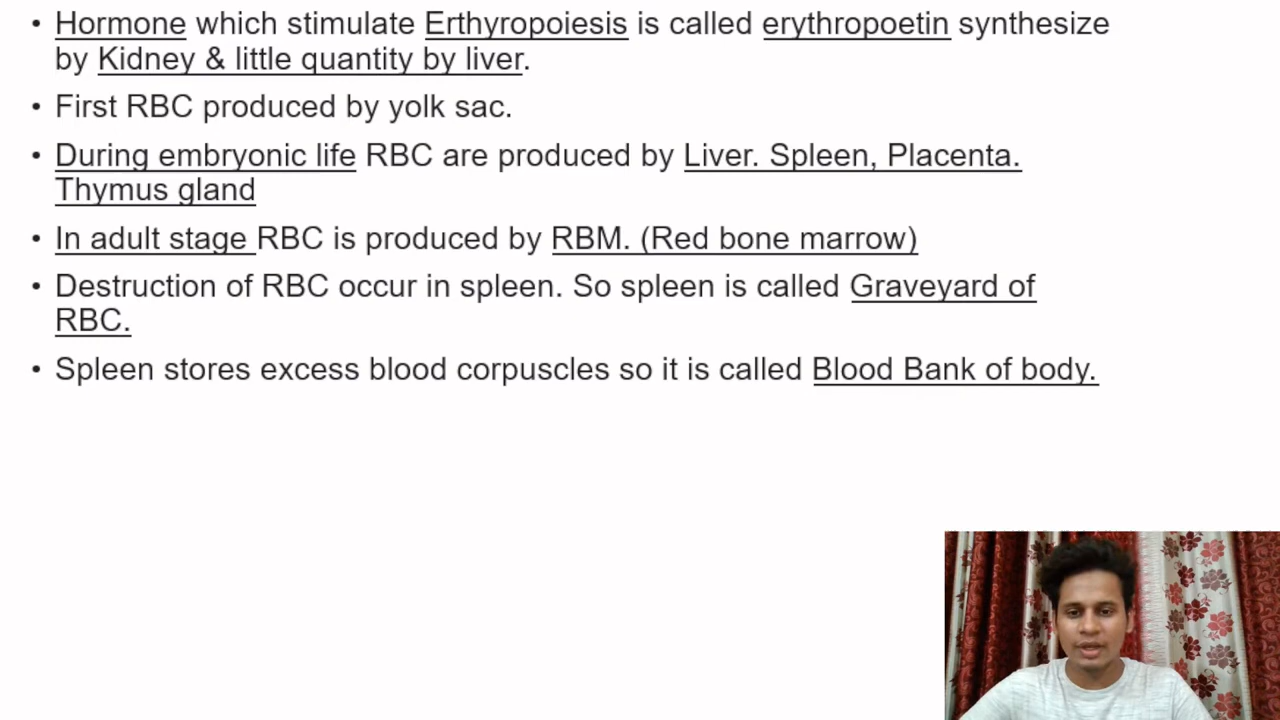 • Hormone which stimulate Erthyropoiesis is called erythropoetin synthesize
by Kidney & little quantity by liver.
• First RBC produced by yolk sac.
• During embryonic life RBC are produced by Liver. Spleen, Placenta.
Thymus gland
• In adult stage RBC is produced by RBM. (Red bone marrow)
• Destruction of RBC occur in spleen. So spleen is called Graveyard of
RBC.
• Spleen stores excess blood corpuscles so it is called Blood Bank of body.